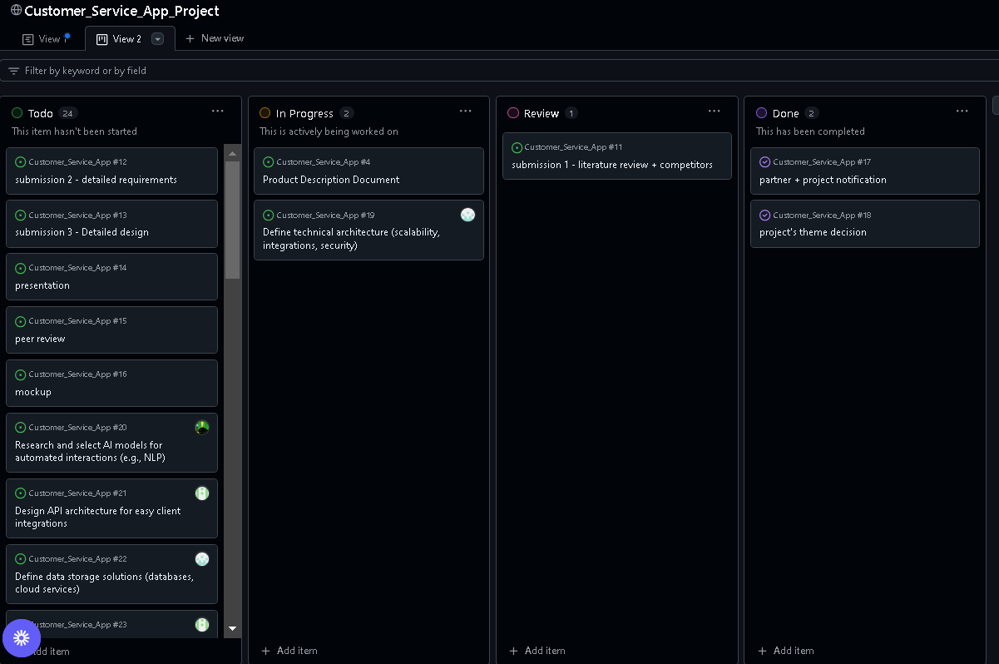 Customer_Service_App_Project
View 1
View 2
New view
Filter by keyword or by field
Todo 24
This item hasn't been started
Customer_Service_App #12
submission 2 - detailed requirements
Customer_Service_App #13
submission 3 - Detailed design
Customer_Service_App #14
presentation
Customer_Service_App #15
peer review
Customer_Service_App #16
mockup
Customer_Service_App #20
Research and select AI models for
automated interactions (e.g., NLP)
Customer_Service_App #21
Design API architecture for easy client
integrations
Customer_Service_App #22
Define data storage solutions (databases,
cloud services)
ustomer_Service_App #23
dd item
In Progress 2
This is actively being worked on
Customer_Service_App #4
Product Description Document
Customer_Service_App #19
Define technical architecture (scalability,
integrations, security)
+ Add item
Review 1
Customer_Service_App #11
submission 1 - literature review + competitors
+ Add item
Done 2
This has been completed
Customer_Service_App #17
partner + project notification
Customer_Service_App #18
project's theme decision
+ Add item